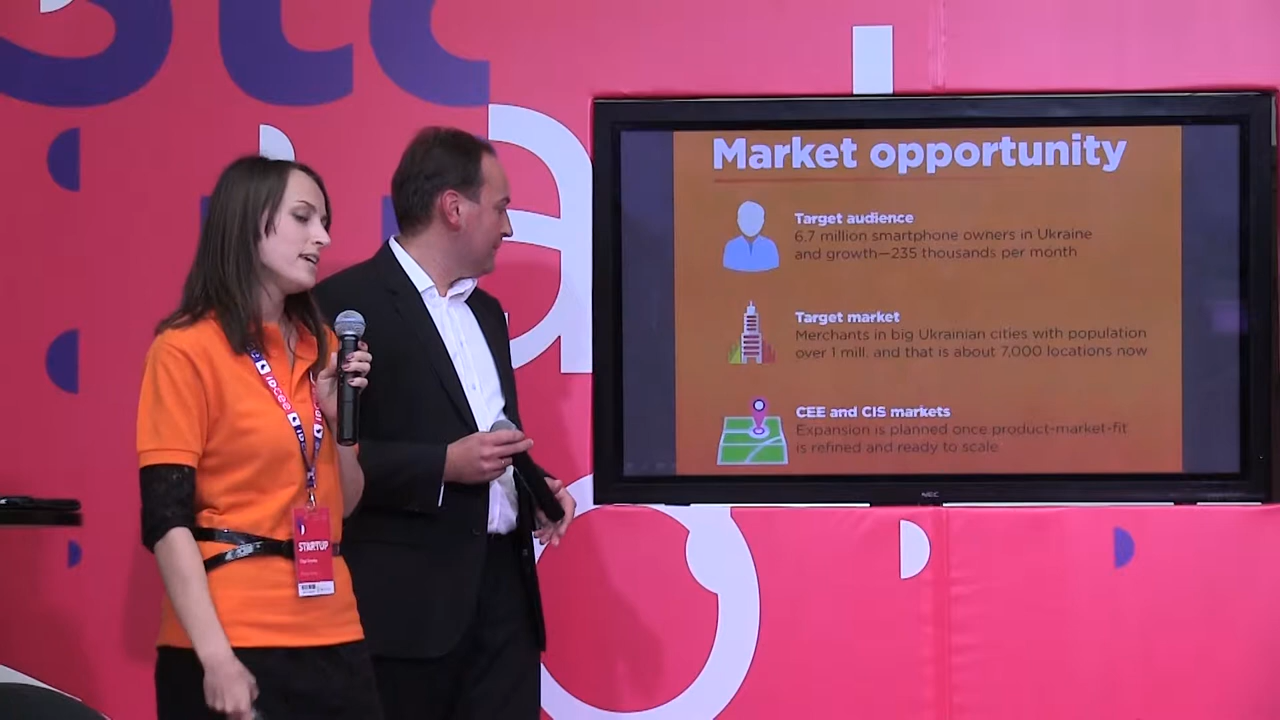 Market opportunity
Target audience
6.7 million smartphone owners in Ukraine
and growth—235 thousands per month
Target market
Merchants in big Ukrainian cities with population
over 1 mill. and that is about 7,000 locations now
CEE and CIS markets
Expansion is planned once product-market-fit
is refined and ready to scale
NEC
iDcee
STARTUP